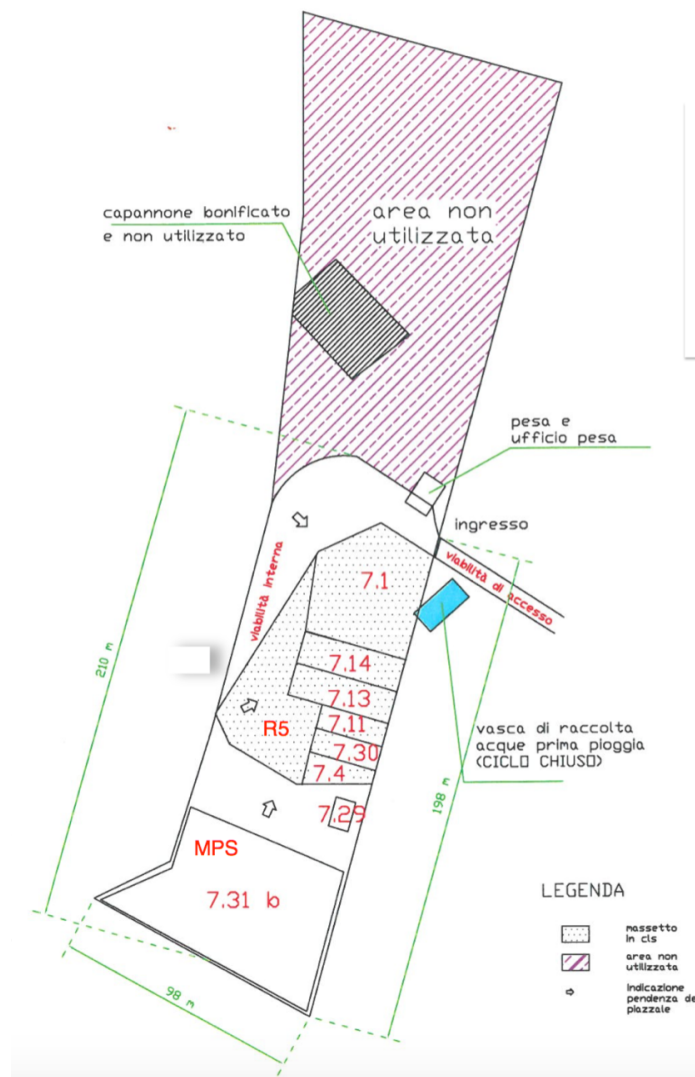 capannone bonificato
e non utilizzato
area non
utilizzata
pesa e
ufficio pesa
ingresso
viabilità di accesso
viabilità interna
7.1
7.14
7.13
7.11
7.30
7.4
R5
7.29
MPS
7.31 b
210 m
198 m
98 m
vasca di raccolta
acque prima pioggia
(CICLO CHIUSO)
LEGENDA
massetto
in cls
area non
utilizzata
indicazione
pendenza de
piazzale